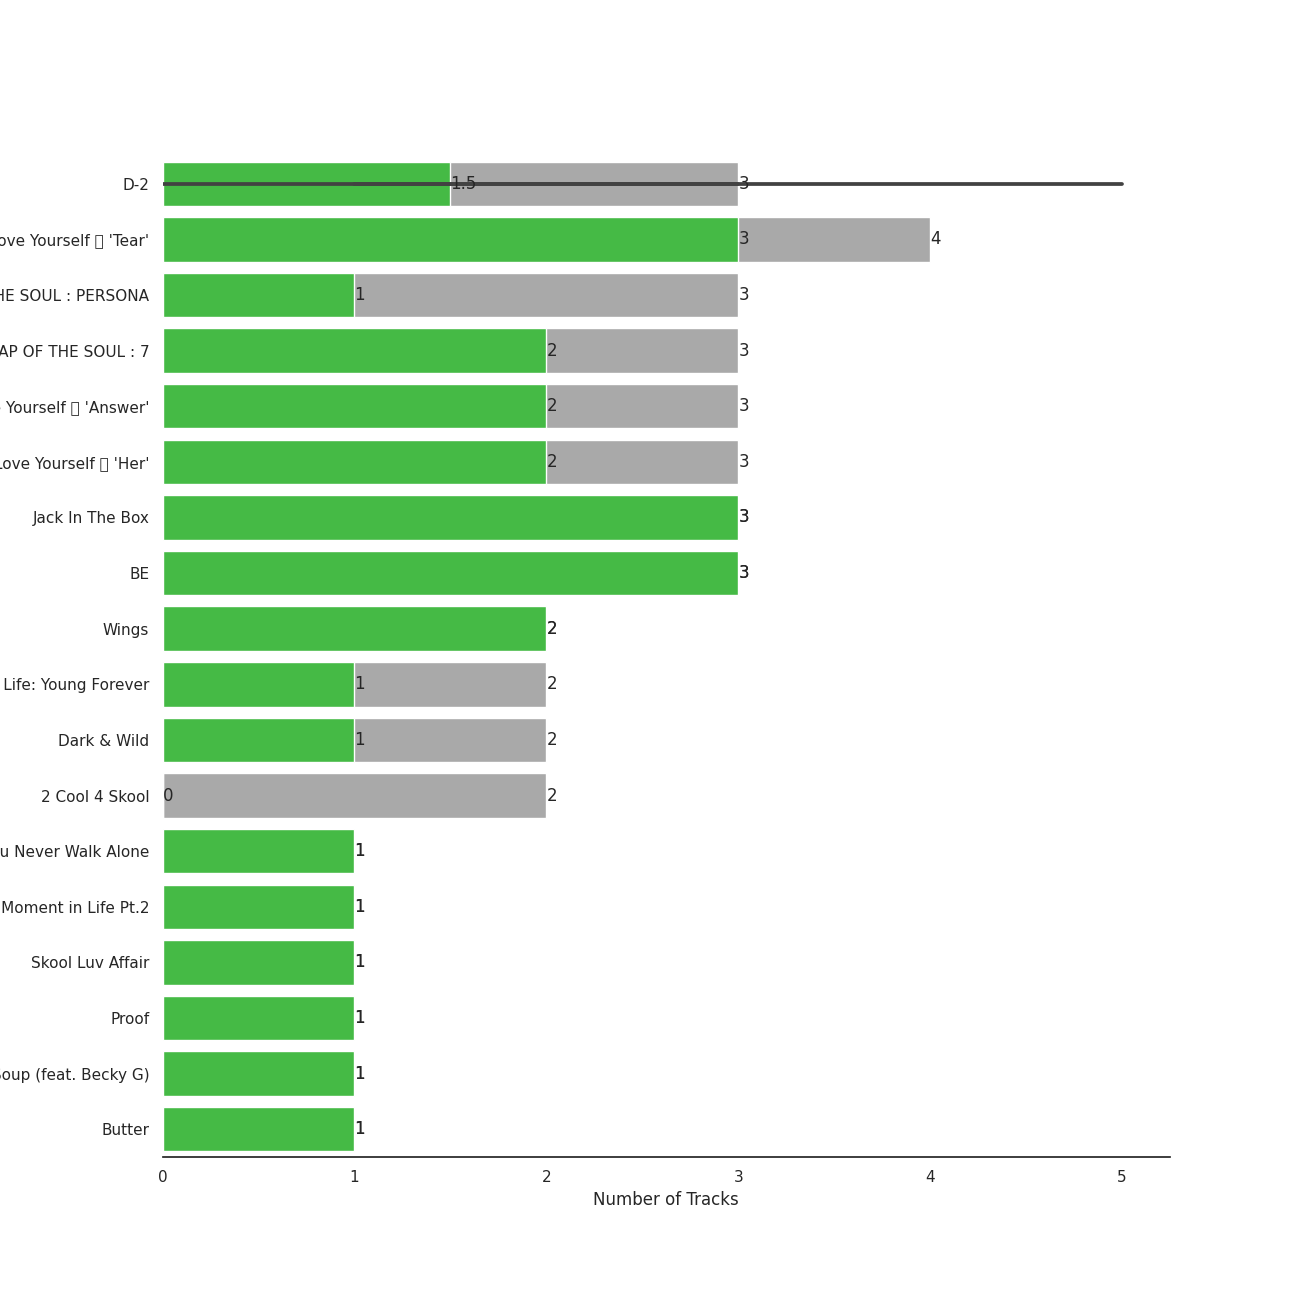 D-2 1.5 3
ove Yourself 'Tear' 3 4
HE SOUL : PERSONA 1 3
AP OF THE SOUL : 7 2 3
Yourself 'Answer' 2 3
Love Yourself 'Her' 2 3
Jack In The Box 3
BE 3
Wings 2
Life: Young Forever 1 2
Dark & Wild 1 2
2 Cool 4 Skool 0 2
u Never Walk Alone 1
Moment in Life Pt.2 1
Skool Luv Affair 1
Proof 1
Soup (feat. Becky G) 1
Butter 1
0 1 2 3 4 5
Number of Tracks